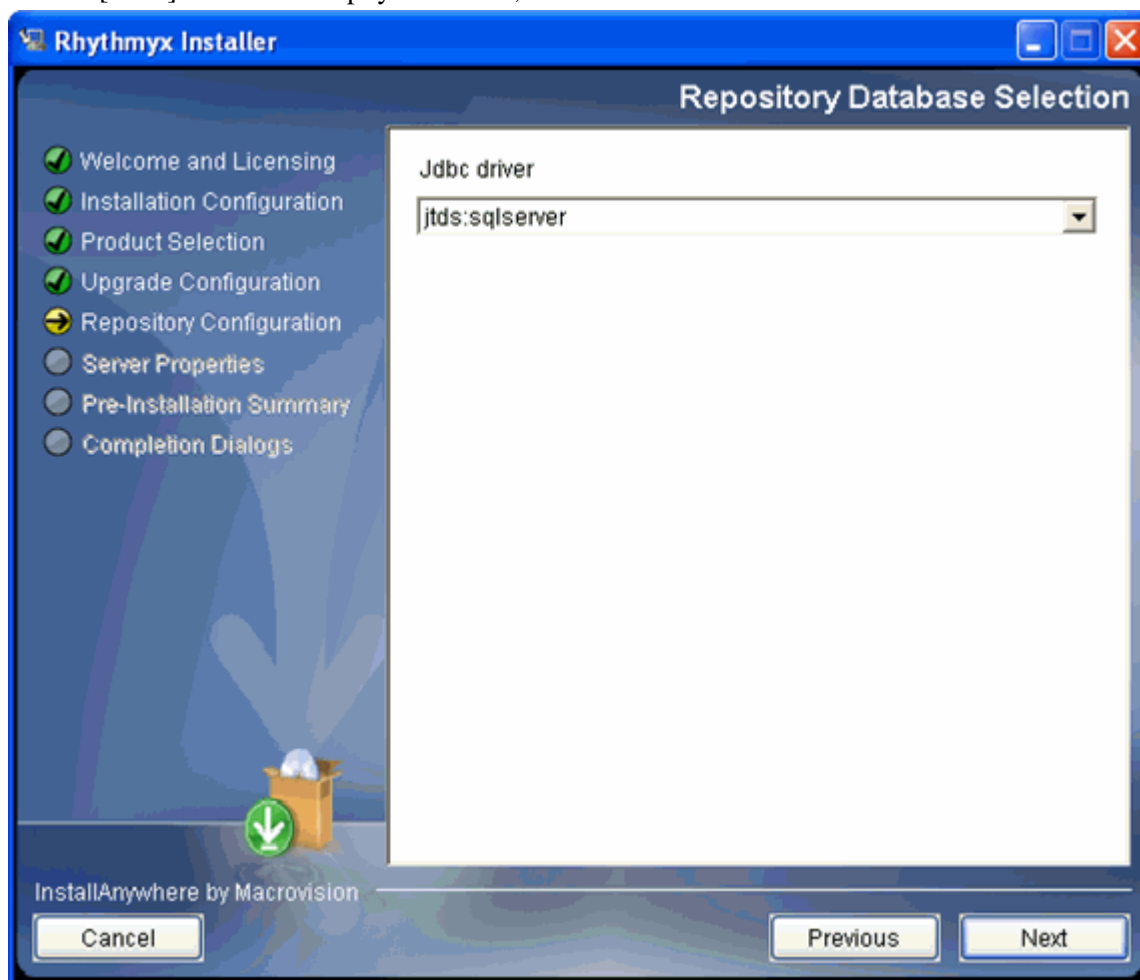 Rhythmyx Installer
Repository Database Selection
Welcome and Licensing
Installation Configuration
Product Selection
Upgrade Configuration
Repository Configuration
Server Properties
Pre-Installation Summary
Completion Dialogs
Jdbc driver
jtds:sqlserver
InstallAnywhere by Macrovision
Cancel
Previous
Next